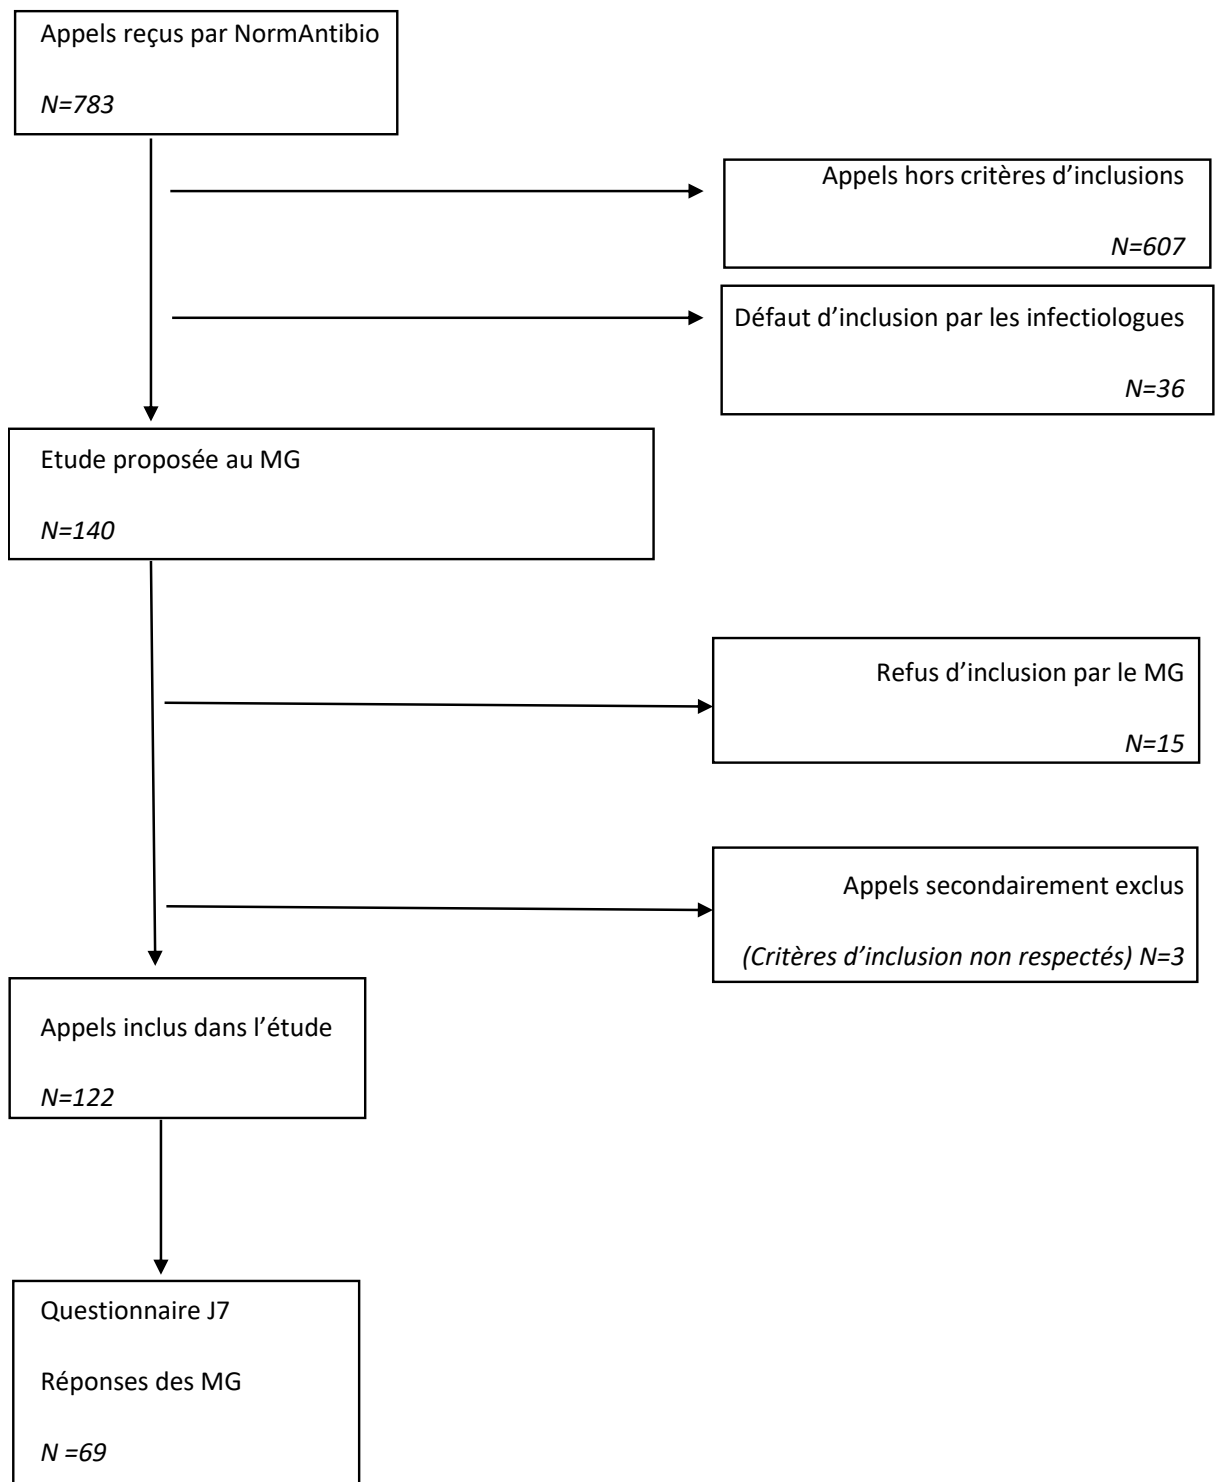 Appels reçus par NormAntibio
N=783
Appels hors critères d’inclusions
N=607
Défaut d’inclusion par les infectiologues
N=36
Etude proposée au MG
N=140
Refus d’inclusion par le MG
N=15
Appels secondairement exclus
(Critères d’inclusion non respectés) N=3
Appels inclus dans l’étude
N=122
Questionnaire J7
Réponses des MG
N =69